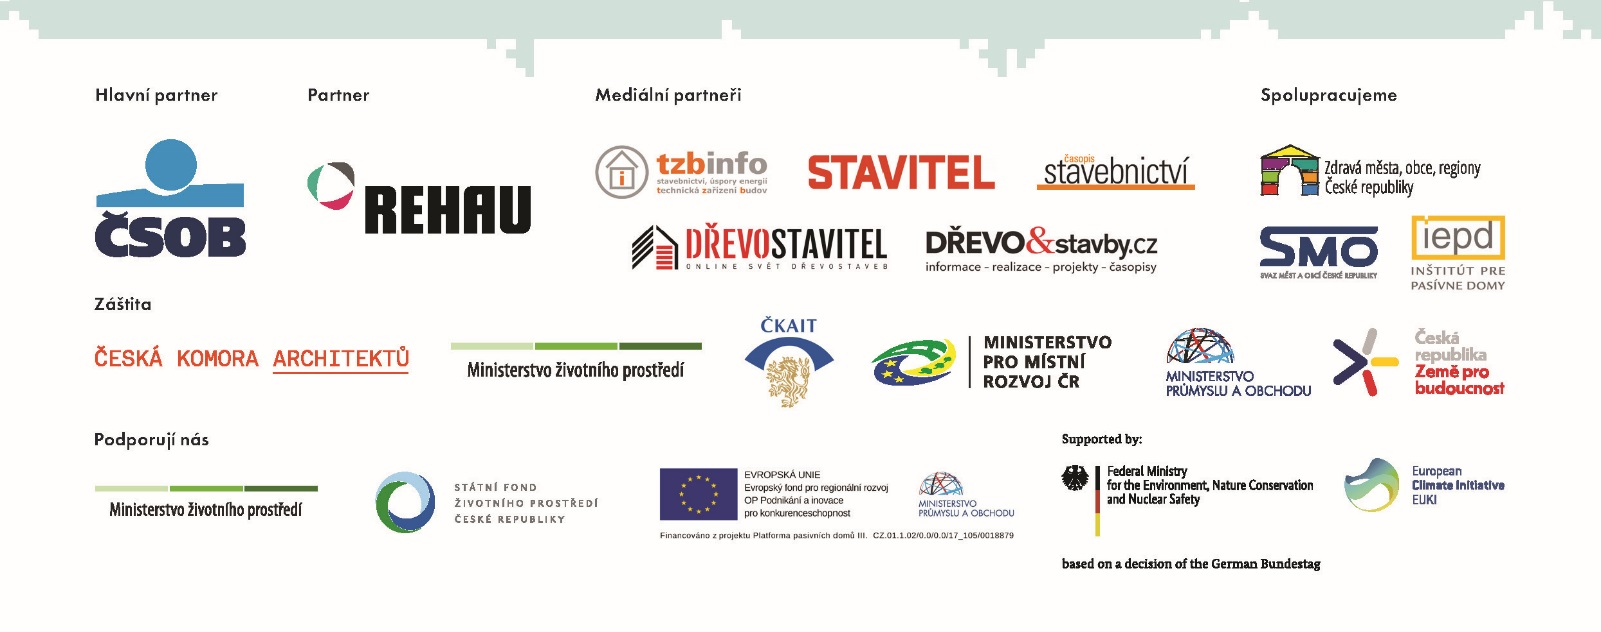 Hlavní partner
ČSOB
Partner
REHAU
Mediální partneři
tzbinfo
stavebnictví, úspory energií
technická zařízení budov
STAVITEL
časopis
stavebnictví
DŘEVOSTAVITEL
ONLINE SVĚT DŘEVOSTAVEB
DŘEVO&stavby.cz
informace – realizace – projekty – časopisy
Spolupracujeme
Zdravá města, obce, regiony
České republiky
SMO
SVAZ MĚST A OBCÍ ČESKÉ REPUBLIKY
iepd
INŠTITÚT PRE
PASÍVNE DOMY
Záštita
ČESKÁ KOMORA ARCHITEKTŮ
Ministerstvo životního prostředí
ČKAIT
MINISTERSTVO
PRO MÍSTNÍ
ROZVOJ ČR
MINISTERSTVO
PRŮMYSLU A OBCHODU
Česká
republika
Země pro
budoucnost
Podporují nás
Ministerstvo životního prostředí
STÁTNÍ FOND
ŽIVOTNÍHO PROSTŘEDÍ
ČESKÉ REPUBLIKY
EVROPSKÁ UNIE
Evropský fond pro regionální rozvoj
OP Podnikání a inovace
pro konkurenceschopnost
MINISTERSTVO
PRŮMYSLU A OBCHODU
Financováno z projektu Platforma pasivních domů III. CZ.01.1.02/0.0/0.0/17_105/0018879
Supported by:
Federal Ministry
for the Environment, Nature Conservation
and Nuclear Safety
based on a decision of the German Bundestag
European
Climate Initiative
EUKI